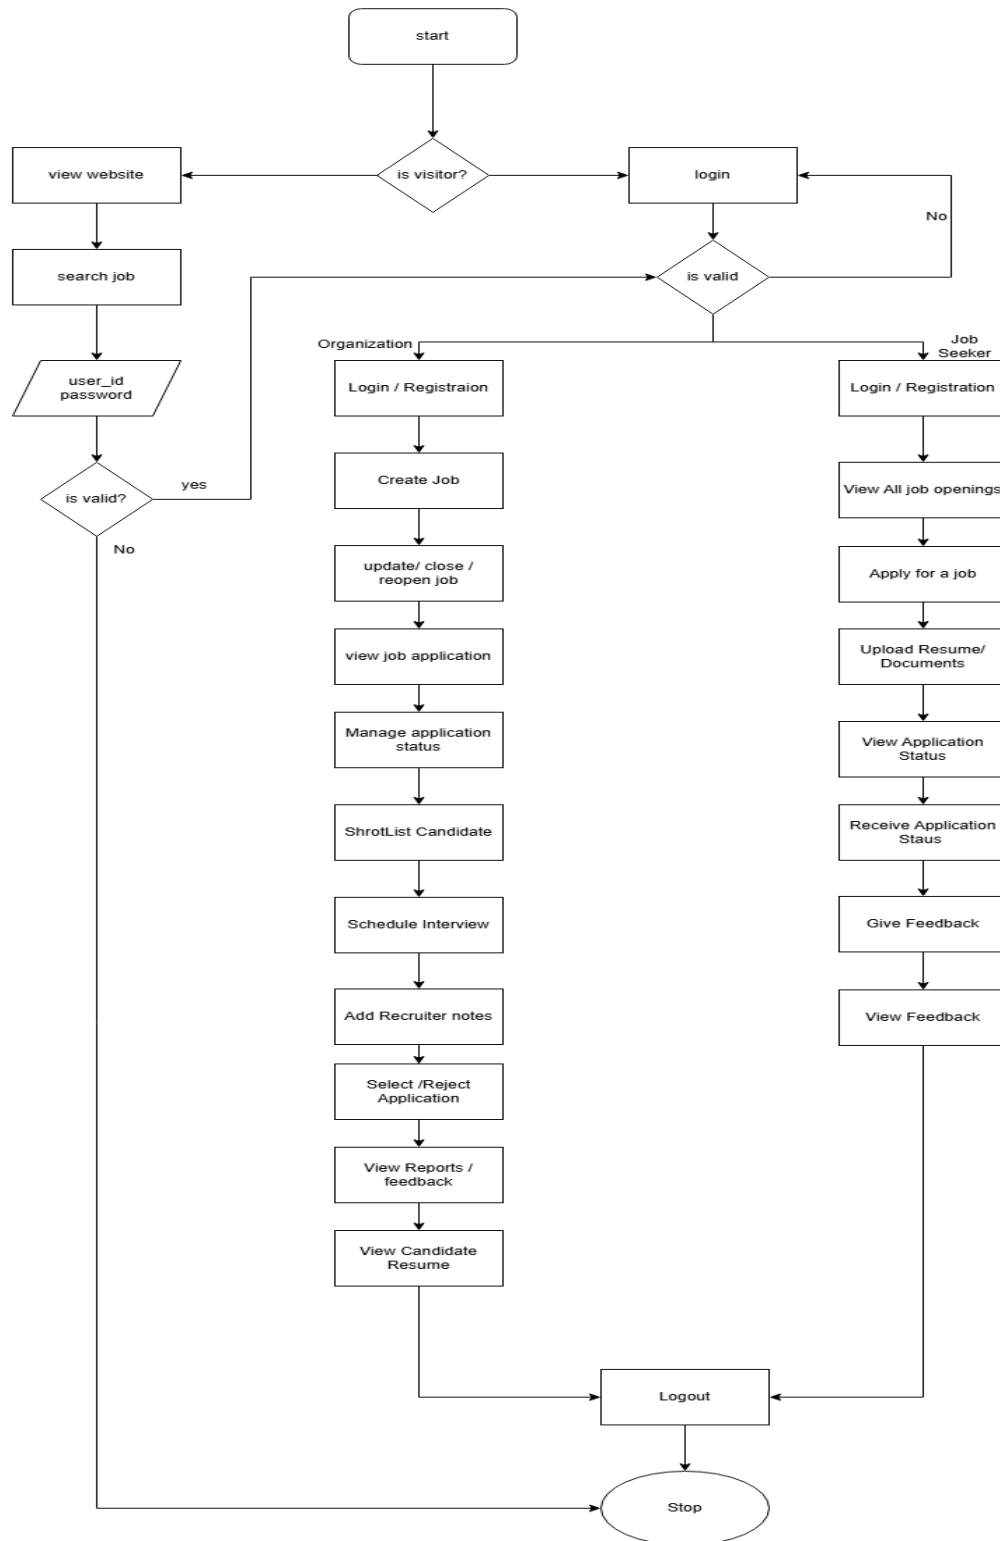 start
is visitor?
view website
login
No
search job
is valid
user_id
password
is valid?
yes
No
Organization
Job
Seeker
Login / Registraion
Create Job
update/ close /
reopen job
view job application
Manage application
status
ShrotList Candidate
Schedule Interview
Add Recruiter notes
Select /Reject
Application
View Reports /
feedback
View Candidate
Resume
Login / Registration
View All job openings
Apply for a job
Upload Resume/
Documents
View Application
Status
Receive Application
Staus
Give Feedback
View Feedback
Logout
Stop